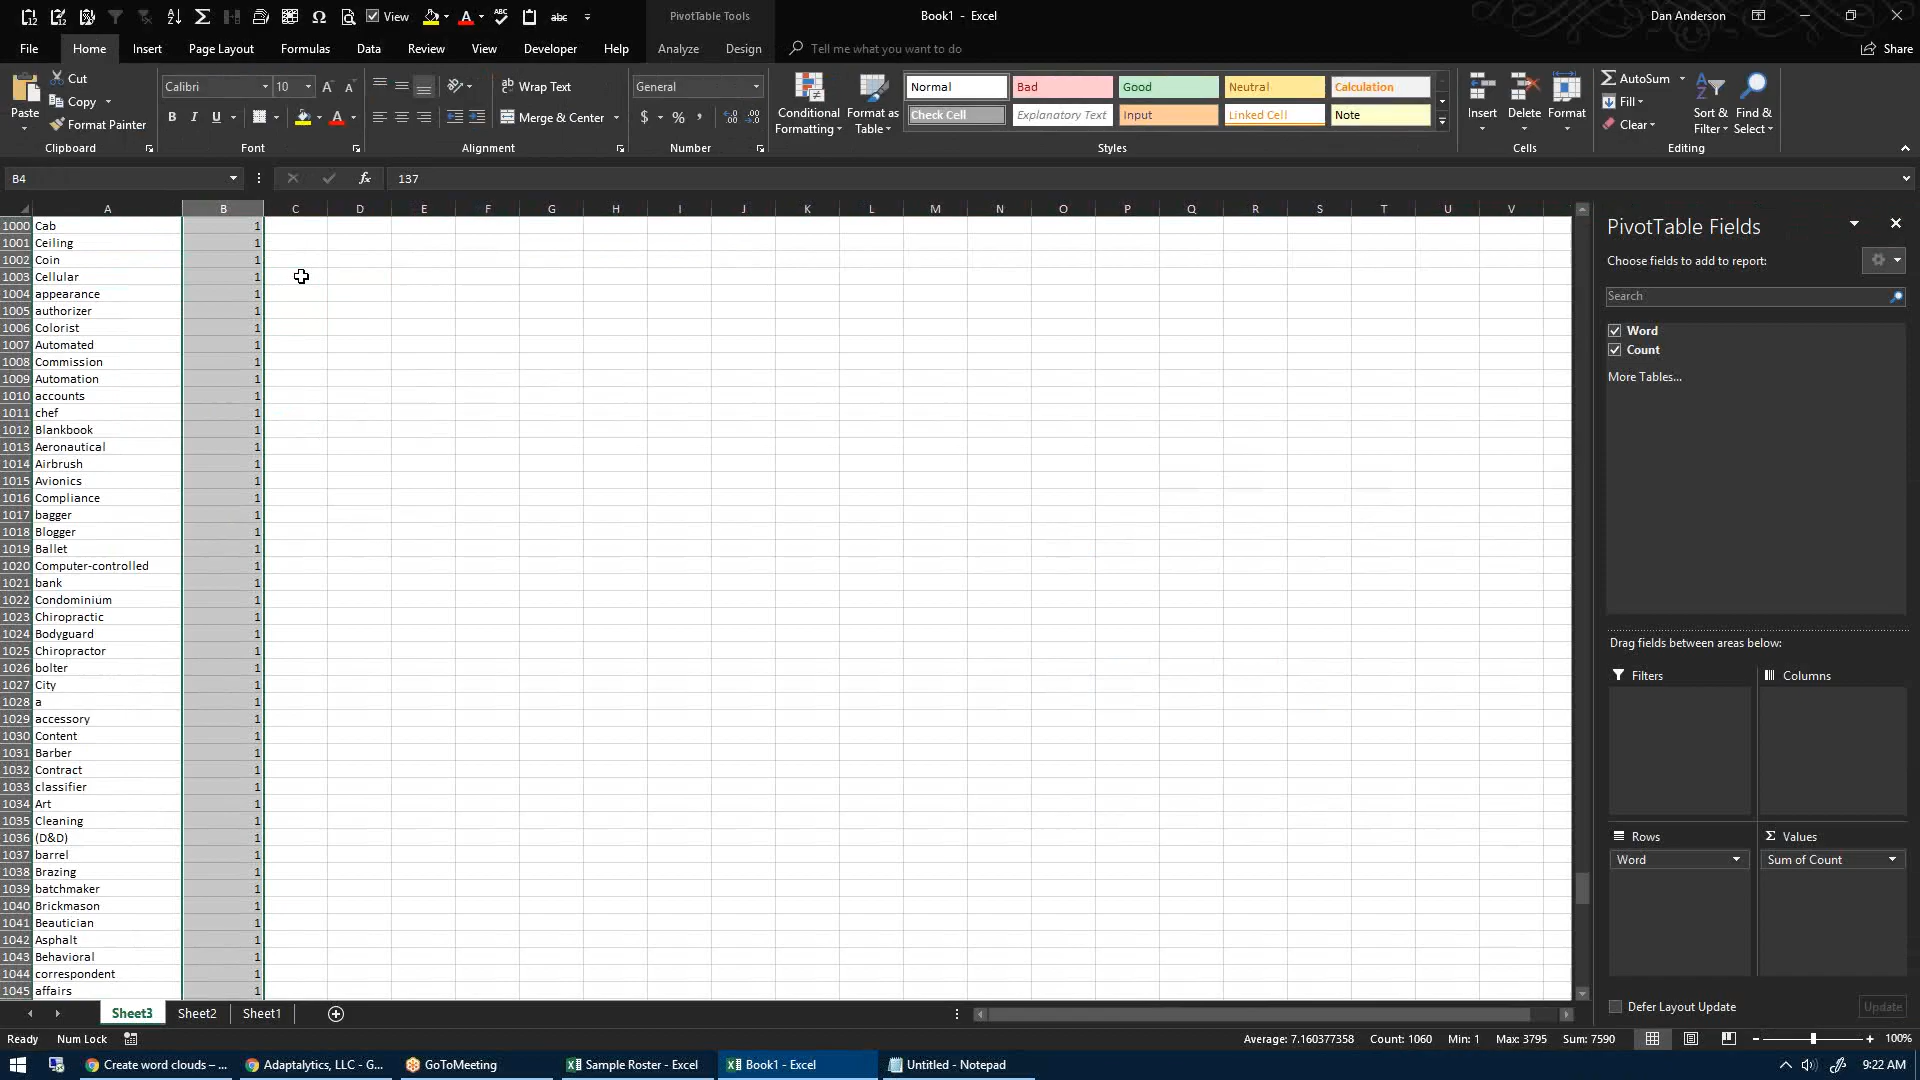 View
abc
PivotTable Tools
Book1 - Excel
Dan Anderson
File Home Insert Page Layout Formulas Data Review View Developer Help Analyze Design Tell me what you want to do Share
Paste
Cut
Copy
Format Painter
Clipboard
Calibri 10
B I U
Font
Wrap Text
Merge & Center
Alignment
General
$ % ,
Number
Conditional Formatting
Format as Table
Normal Bad Good Neutral Calculation
Check Cell Explanatory Text Input Linked Cell Note
Styles
Insert Delete Format
Cells
AutoSum
Fill
Clear
Sort & Filter
Find & Select
Editing
B4 fx 137
A B C D E F G H I J K L M N O P Q R S T U V
1000 Cab 1
1001 Ceiling 1
1002 Coin 1
1003 Cellular 1
1004 appearance 1
1005 authorizer 1
1006 Colorist 1
1007 Automated 1
1008 Commission 1
1009 Automation 1
1010 accounts 1
1011 chef 1
1012 Blankbook 1
1013 Aeronautical 1
1014 Airbrush 1
1015 Avionics 1
1016 Compliance 1
1017 bagger 1
1018 Blogger 1
1019 Ballet 1
1020 Computer-controlled 1
1021 bank 1
1022 Condominium 1
1023 Chiropractic 1
1024 Bodyguard 1
1025 Chiropractor 1
1026 bolter 1
1027 City 1
1028 a 1
1029 accessory 1
1030 Content 1
1031 Barber 1
1032 Contract 1
1033 classifier 1
1034 Art 1
1035 Cleaning 1
1036 (D&D) 1
1037 barrel 1
1038 Brazing 1
1039 batchmaker 1
1040 Brickmason 1
1041 Beautician 1
1042 Asphalt 1
1043 Behavioral 1
1044 correspondent 1
1045 affairs 1
PivotTable Fields
Choose fields to add to report:
Search
Word
Count
More Tables...
Drag fields between areas below:
Filters
Columns
Rows
Values
Word
Sum of Count
Defer Layout Update
Update
Sheet3 Sheet2 Sheet1
Ready Num Lock
Average: 7.160377358 Count: 1060 Min: 1 Max: 3795 Sum: 7590
100%
Create word clouds – ...
Adaptalytics, LLC - G...
GoToMeeting
Sample Roster - Excel
Book1 - Excel
Untitled - Notepad
9:22 AM